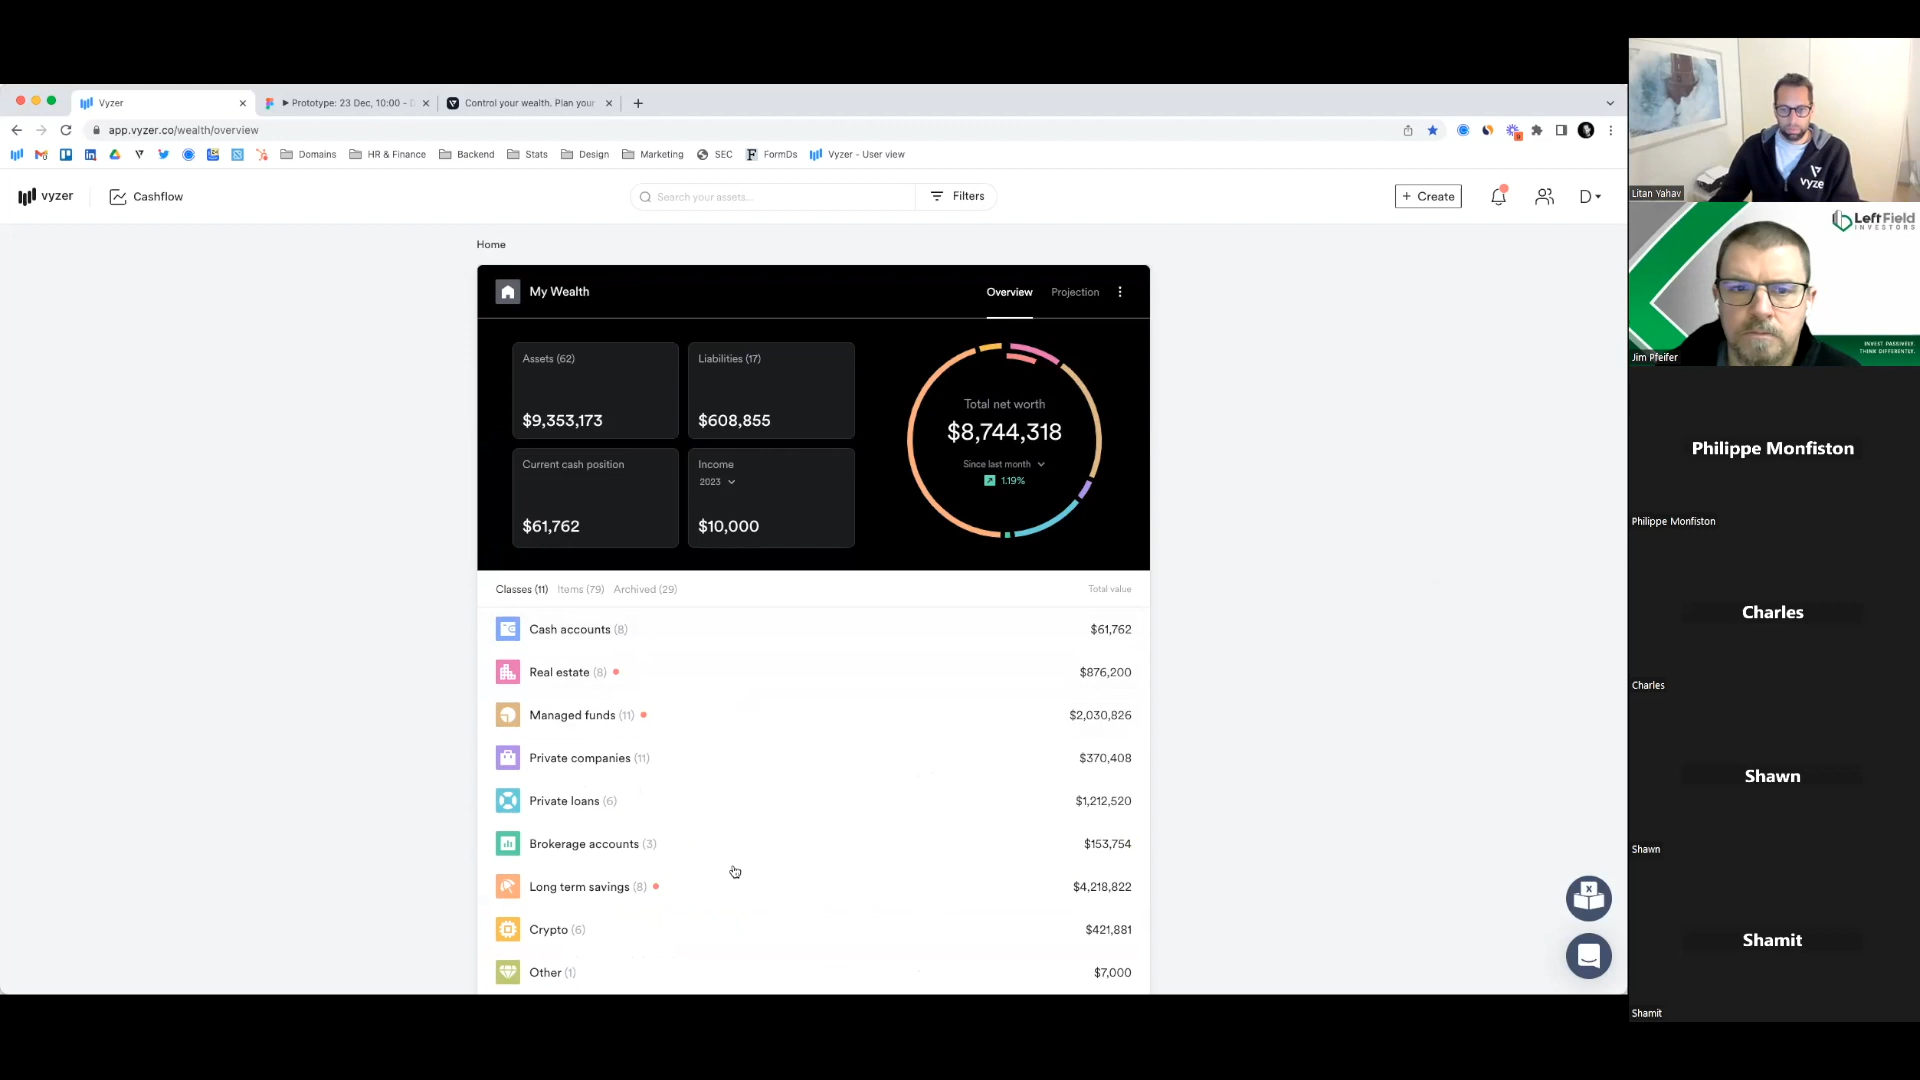 Vyzer
Prototype: 23 Dec, 10:00 - D
Control your wealth. Plan your
app.vyzer.co/wealth/overview
Domains
HR & Finance
Backend
Stats
Design
Marketing
SEC
FormDs
Vyzer - User view
vyzer
Cashflow
Search your assets...
Filters
+ Create
D
Home
My Wealth
Overview
Projection
Assets (62)
$9,353,173
Liabilities (17)
$608,855
Current cash position
$61,762
Income
2023
$10,000
Total net worth
$8,744,318
Since last month
1.19%
Classes (11)
Items (79)
Archived (29)
Total value
Cash accounts (8)
$61,762
Real estate (8)
$876,200
Managed funds (11)
$2,030,826
Private companies (11)
$370,408
Private loans (6)
$1,212,520
Brokerage accounts (3)
$153,754
Long term savings (8)
$4,218,822
Crypto (6)
$421,881
Other (1)
$7,000
vyzer
Litan Yahav
LeftField
INVESTORS
INVEST PASSIVELY.
THINK DIFFERENTLY.
Jim Pfeifer
Philippe Monfiston
Philippe Monfiston
Charles
Charles
Shawn
Shawn
Shamit
Shamit